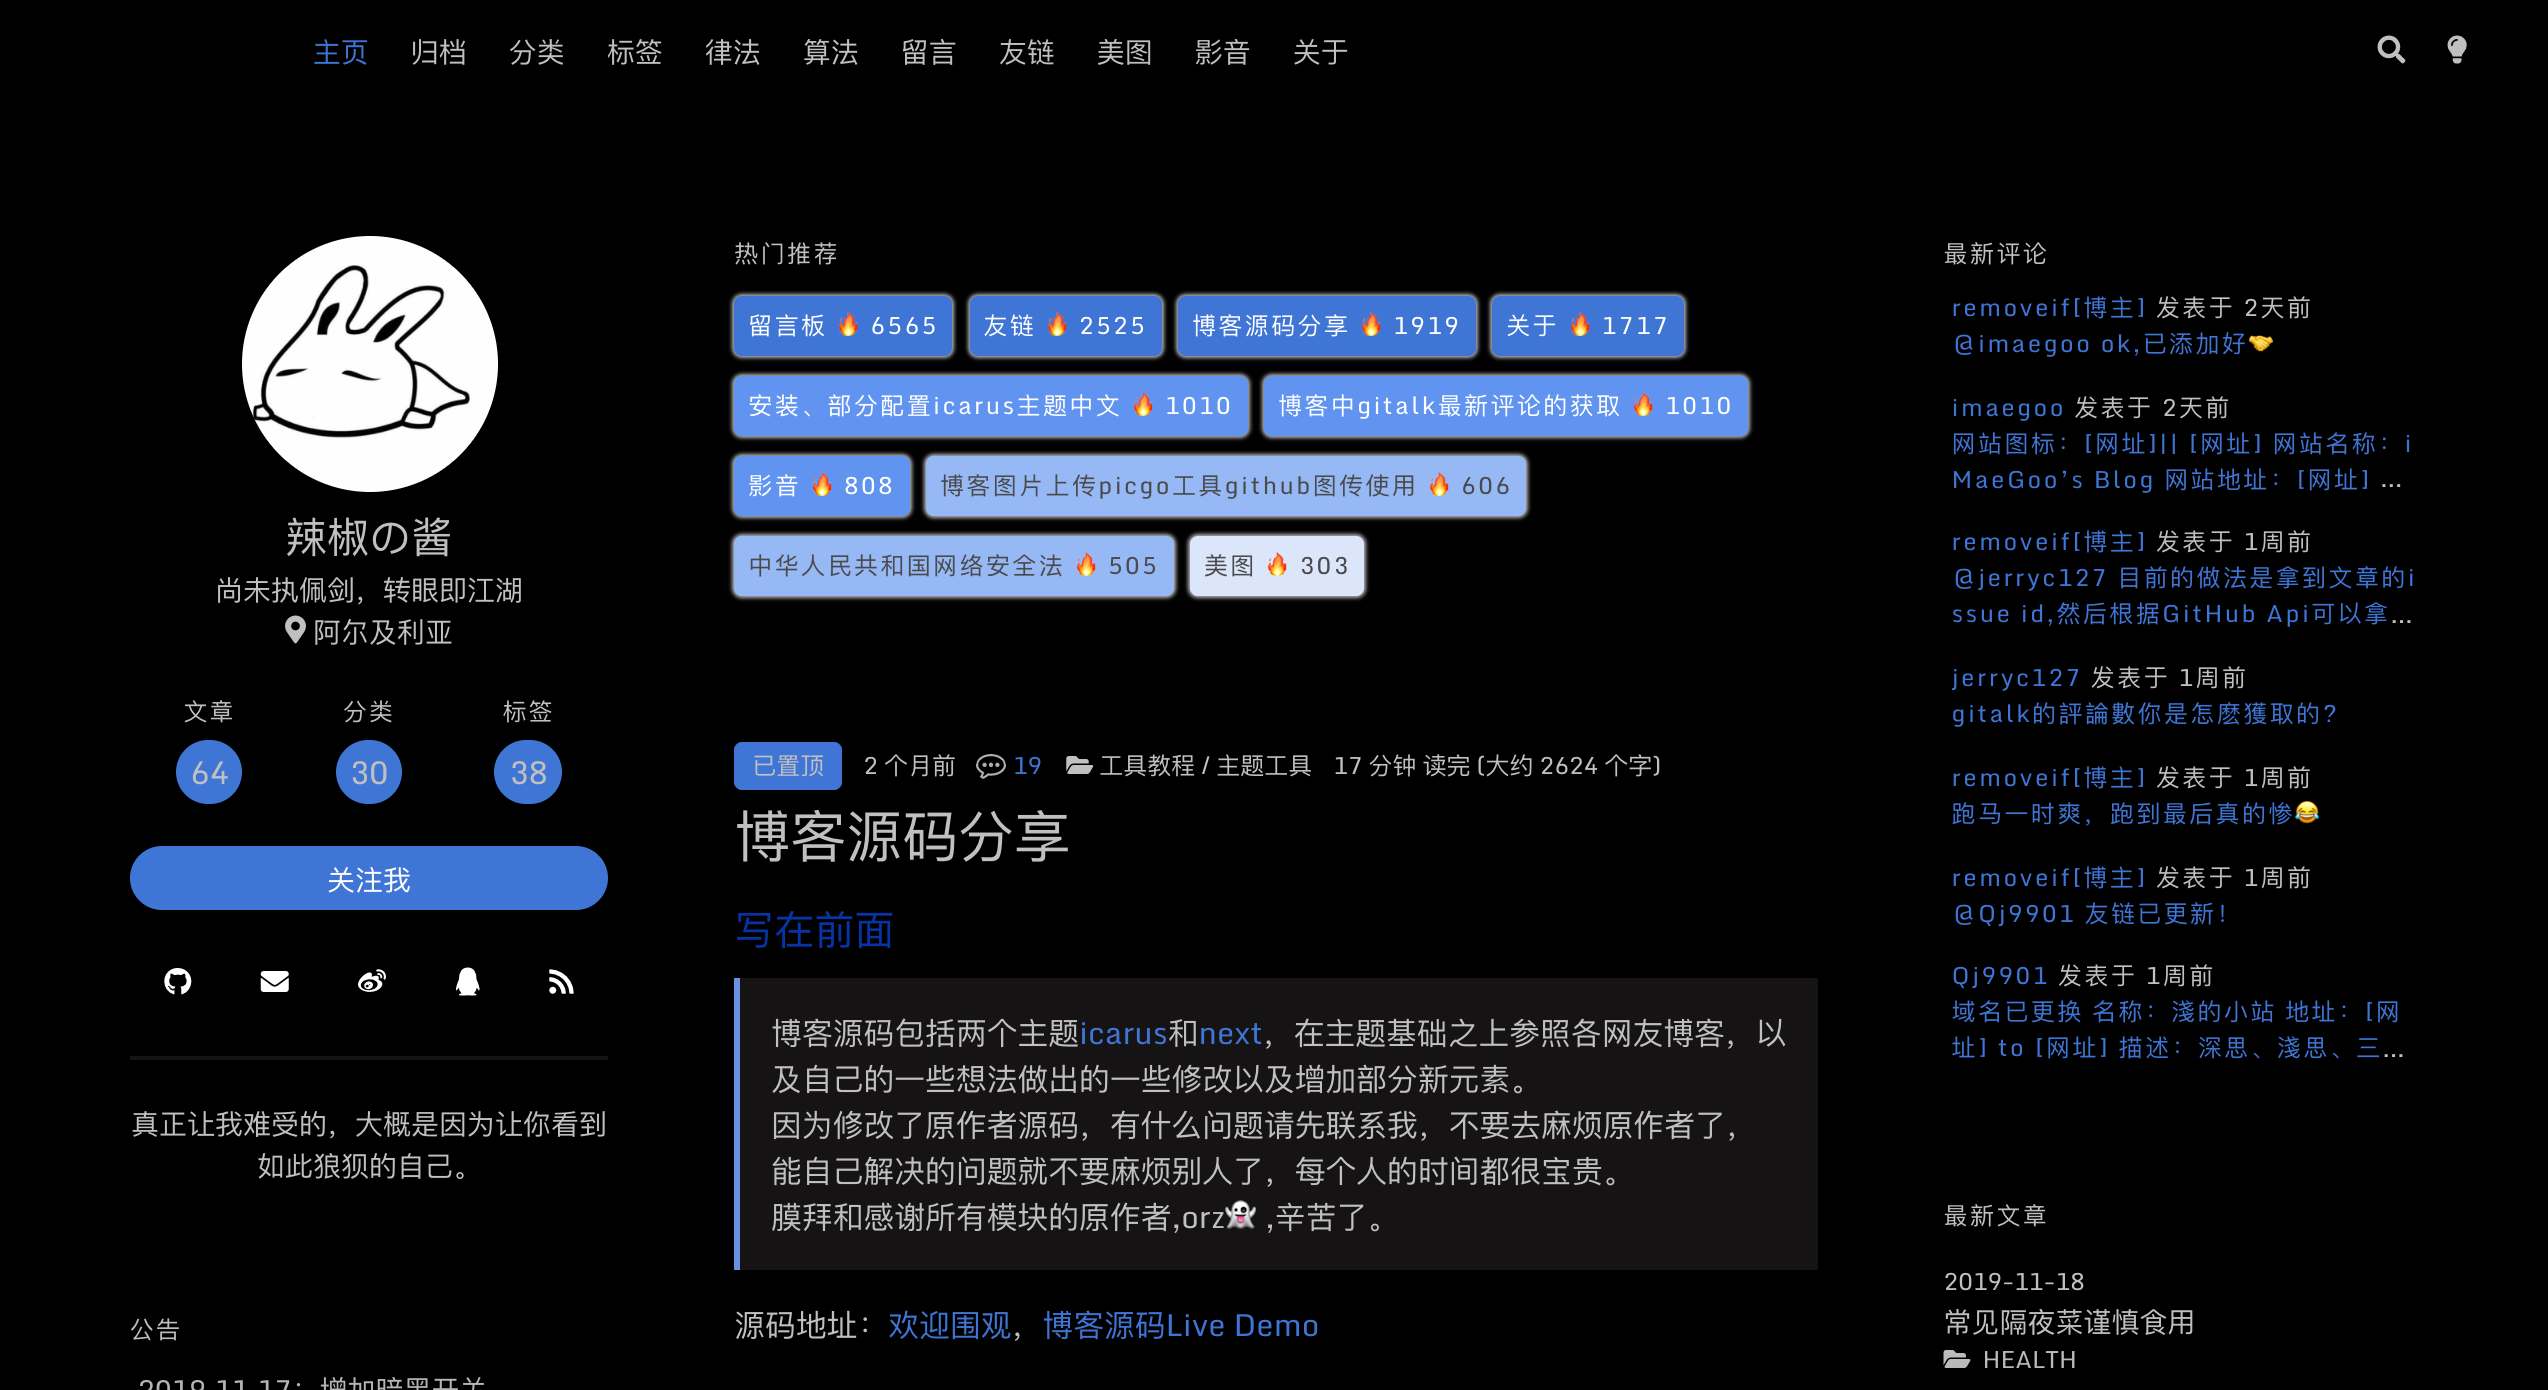 主页 归档 分类 标签 律法 算法 留言 友链 美图 影音 关于
辣椒の酱
尚未执佩剑，转眼即江湖
阿尔及利亚
文章 分类 标签
64 30 38
关注我
真正让我难受的，大概是因为让你看到
如此狼狈的自己。
公告
2019-11-17：增加暗黑开关
热门推荐
留言板 🔥 6565 友链 🔥 2525 博客源码分享 🔥 1919 关于 🔥 1717
安装、部分配置icarus主题中文 🔥 1010 博客中gitalk最新评论的获取 🔥 1010
影音 🔥 808 博客图片上传picgo工具github图传使用 🔥 606
中华人民共和国网络安全法 🔥 505 美图 🔥 303
已置顶 2 个月前 19 工具教程 / 主题工具 17 分钟 读完 (大约 2624 个字)
博客源码分享
写在前面
博客源码包括两个主题icarus和next，在主题基础之上参照各网友博客，以
及自己的一些想法做出的一些修改以及增加部分新元素。
因为修改了原作者源码，有什么问题请先联系我，不要去麻烦原作者了，
能自己解决的问题就不要麻烦别人了，每个人的时间都很宝贵。
膜拜和感谢所有模块的原作者,orz👻 ,辛苦了。
源码地址：欢迎围观，博客源码Live Demo
最新评论
removeif[博主] 发表于 2天前
@imaegoo ok,已添加好🤝
imaegoo 发表于 2天前
网站图标：[网址]|| [网址] 网站名称：i
MaeGoo’s Blog 网站地址：[网址] ...
removeif[博主] 发表于 1周前
@jerryc127 目前的做法是拿到文章的i
ssue id,然后根据GitHub Api可以拿...
jerryc127 发表于 1周前
gitalk的評論數你是怎麽獲取的?
removeif[博主] 发表于 1周前
跑马一时爽，跑到最后真的惨😂
removeif[博主] 发表于 1周前
@Qj9901 友链已更新！
Qj9901 发表于 1周前
域名已更换 名称：淺的小站 地址：[网
址] to [网址] 描述：深思、淺思、三...
最新文章
2019-11-18
常见隔夜菜谨慎食用
HEALTH